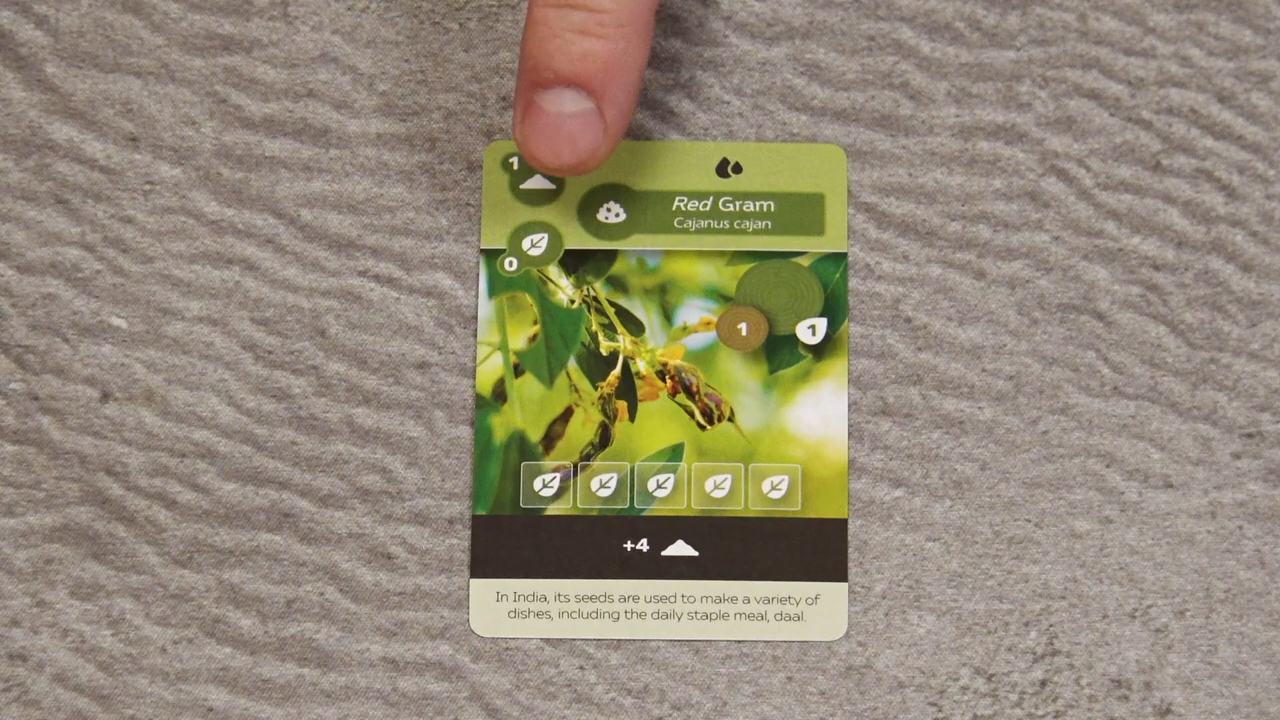 1
Red Gram
Cajanus cajan
0
1
1
+4
In India, its seeds are used to make a variety of
dishes, including the daily staple meal, daal.